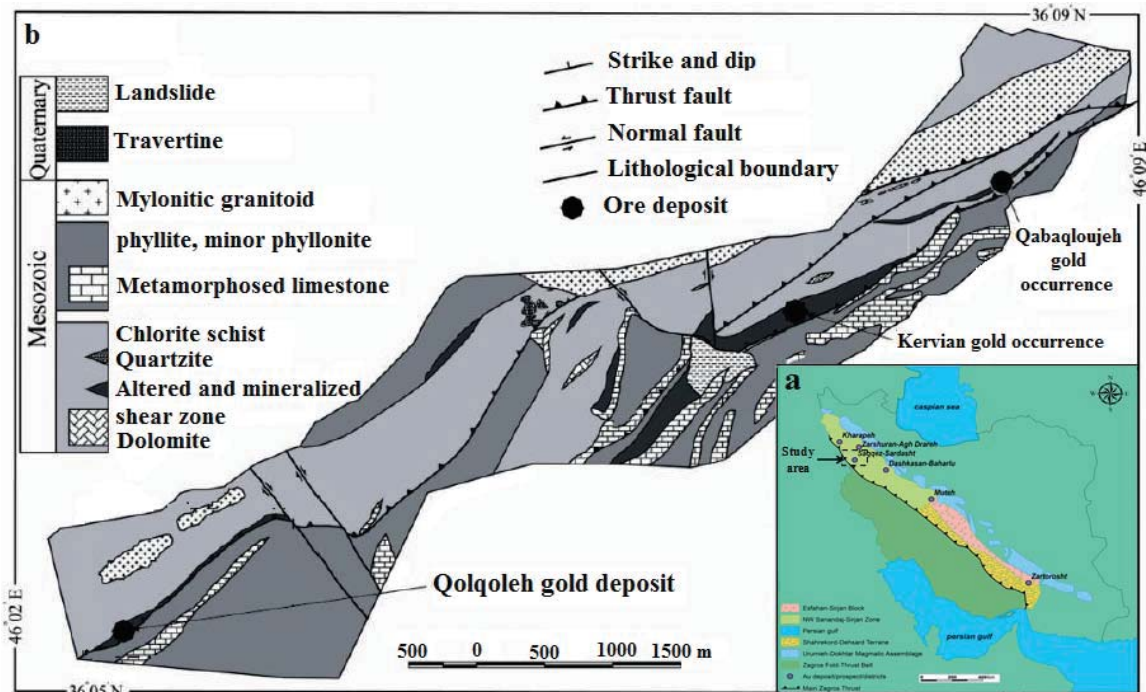 b
36°09'N
46°09'E
Quaternary
Landslide
Travertine
Mesozoic
Mylonitic granitoid
phyllite, minor phyllonite
Metamorphosed limestone
Chlorite schist
Quartzite
Altered and mineralized
shear zone
Dolomite
Strike and dip
Thrust fault
Normal fault
Lithological boundary
Ore deposit
Qabaqloujeh
gold
occurrence
Kervian gold occurrence
Qolqoleh gold deposit
46°02'E
36°05'N
500 0 500 1000 1500 m
a
N
W
E
S
caspian sea
Kharapeh
Zarshuran-Agh Drareh
Saqqez-Sardasht
Dashkasan-Baharlu
Study
area
Muteh
Zartorosht
persian gulf
Esfahan-Sirjan Block
NW Sanandaj-Sirjan Zone
Persian gulf
Shahrekord-Dehsard Terrane
Urumieh-Dokhtar Magmatic Assemblage
Zagros Fold-Thrust Belt
Au deposit/prospect/districts
Main Zagros Thrust